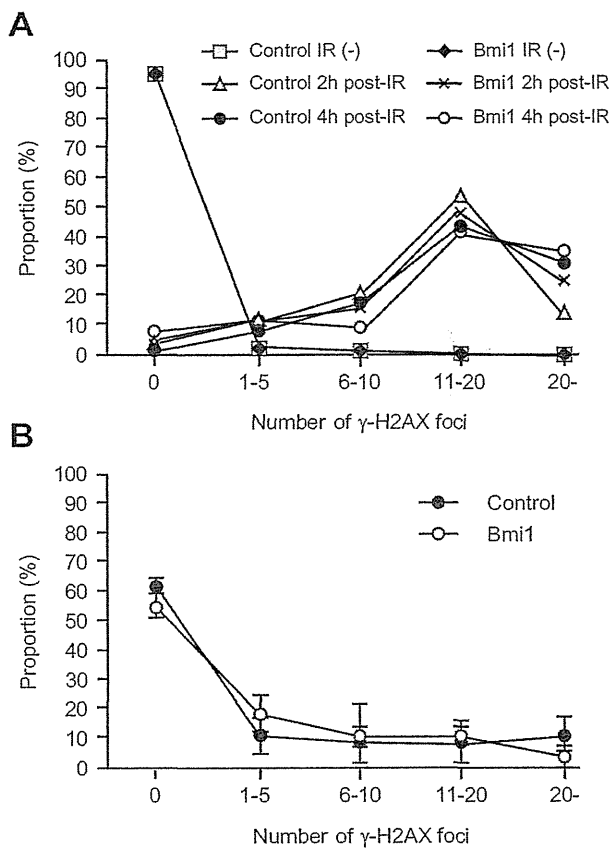 A
Control IR (-)
Bmi1 IR (-)
Control 2h post-IR
Bmi1 2h post-IR
Control 4h post-IR
Bmi1 4h post-IR
100
90
80
70
60
50
40
30
20
10
0
Proportion (%)
0 1-5 6-10 11-20 20-
Number of γ-H2AX foci
B
Control
Bmi1
100
90
80
70
60
50
40
30
20
10
0
Proportion (%)
0 1-5 6-10 11-20 20-
Number of γ-H2AX foci